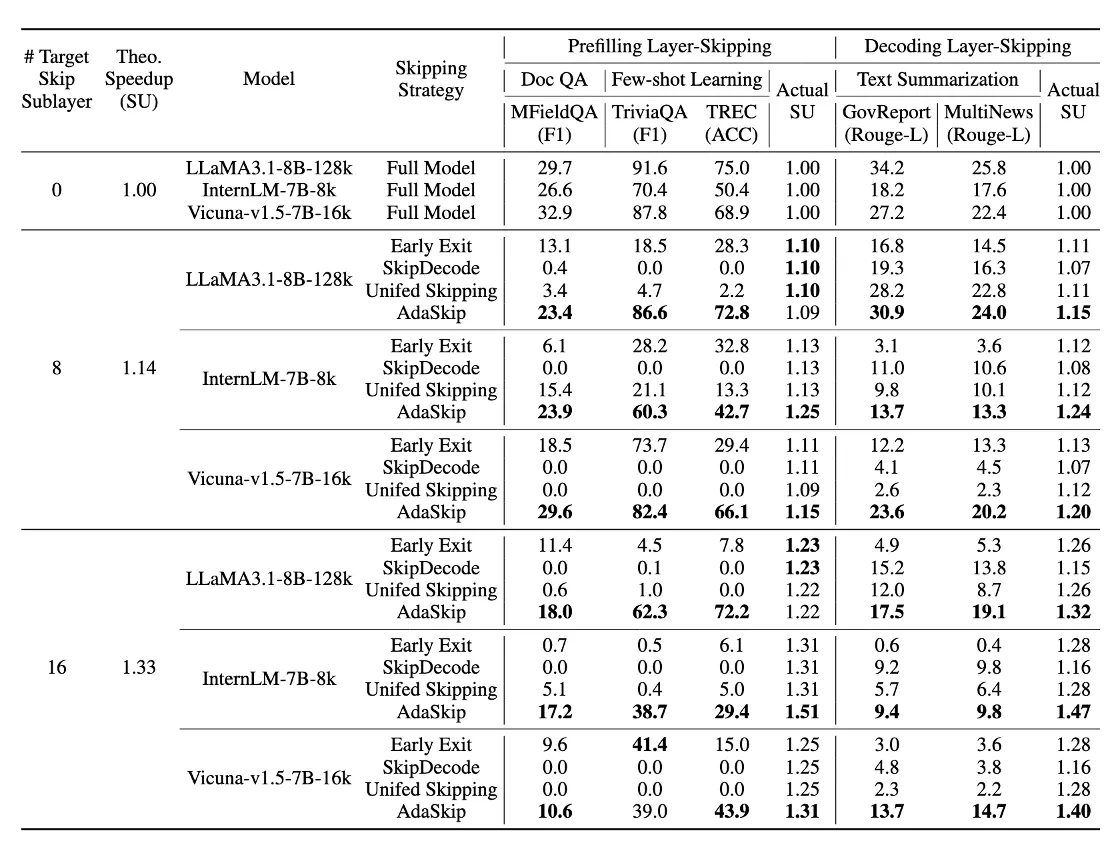 Prefilling Layer-Skipping Decoding Layer-Skipping
# Target Skip Sublayer Theo. Speedup (SU) Model Skipping Strategy
Doc QA Few-shot Learning Actual SU Text Summarization Actual SU
MFieldQA (F1) TriviaQA (F1) TREC (ACC) GovReport (Rouge-L) MultiNews (Rouge-L)
LLaMA3.1-8B-128k Full Model 29.7 91.6 75.0 1.00 34.2 25.8 1.00
0 1.00 InternLM-7B-8k Full Model 26.6 70.4 50.4 1.00 18.2 17.6 1.00
Vicuna-v1.5-7B-16k Full Model 32.9 87.8 68.9 1.00 27.2 22.4 1.00
8 1.14
LLaMA3.1-8B-128k
Early Exit 13.1 18.5 28.3 1.10 16.8 14.5 1.11
SkipDecode 0.4 0.0 0.0 1.10 19.3 16.3 1.07
Unifed Skipping 3.4 4.7 2.2 1.10 28.2 22.8 1.11
AdaSkip 23.4 86.6 72.8 1.09 30.9 24.0 1.15
InternLM-7B-8k
Early Exit 6.1 28.2 32.8 1.13 3.1 3.6 1.12
SkipDecode 0.0 0.0 0.0 1.13 11.0 10.6 1.08
Unifed Skipping 15.4 21.1 13.3 1.13 9.8 10.1 1.12
AdaSkip 23.9 60.3 42.7 1.25 13.7 13.3 1.24
Vicuna-v1.5-7B-16k
Early Exit 18.5 73.7 29.4 1.11 12.2 13.3 1.13
SkipDecode 0.0 0.0 0.0 1.11 4.1 4.5 1.07
Unifed Skipping 0.0 0.0 0.0 1.09 2.6 2.3 1.12
AdaSkip 29.6 82.4 66.1 1.15 23.6 20.2 1.20
16 1.33
LLaMA3.1-8B-128k
Early Exit 11.4 4.5 7.8 1.23 4.9 5.3 1.26
SkipDecode 0.0 0.1 0.0 1.23 15.2 13.8 1.15
Unifed Skipping 0.6 1.0 0.0 1.22 12.0 8.7 1.26
AdaSkip 18.0 62.3 72.2 1.22 17.5 19.1 1.32
InternLM-7B-8k
Early Exit 0.7 0.5 6.1 1.31 0.6 0.4 1.28
SkipDecode 0.0 0.0 0.0 1.31 9.2 9.8 1.16
Unifed Skipping 5.1 0.4 5.0 1.31 5.7 6.4 1.28
AdaSkip 17.2 38.7 29.4 1.51 9.4 9.8 1.47
Vicuna-v1.5-7B-16k
Early Exit 9.6 41.4 15.0 1.25 3.0 3.6 1.28
SkipDecode 0.0 0.0 0.0 1.25 4.8 3.8 1.16
Unifed Skipping 0.0 0.0 0.0 1.25 2.3 2.2 1.28
AdaSkip 10.6 39.0 43.9 1.31 13.7 14.7 1.40